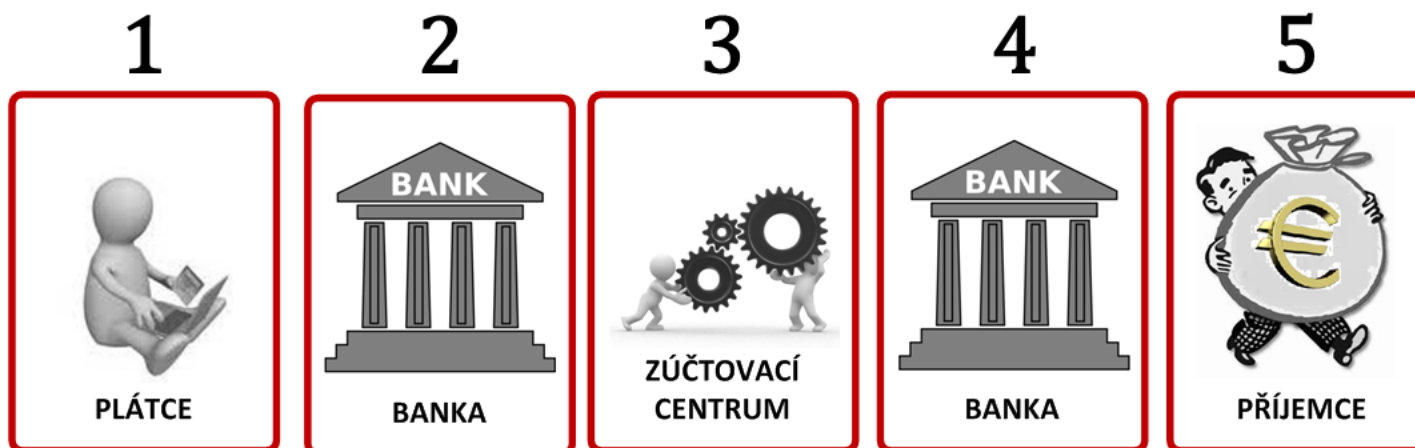 1
2
3
4
5
BANK
BANK
€
PLÁTCE
BANKA
ZÚČTOVACÍ
CENTRUM
BANKA
PŘÍJEMCE